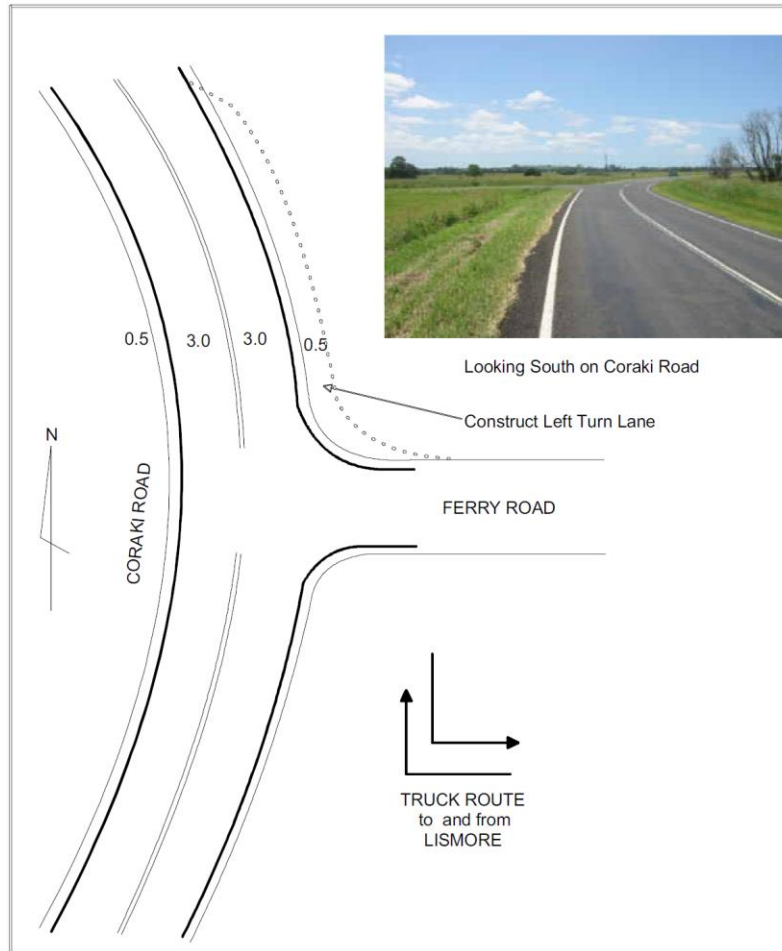 0.5
3.0
3.0
0.5
Looking South on Coraki Road
Construct Left Turn Lane
N
CORAKI ROAD
FERRY ROAD
TRUCK ROUTE
to and from
LISMORE